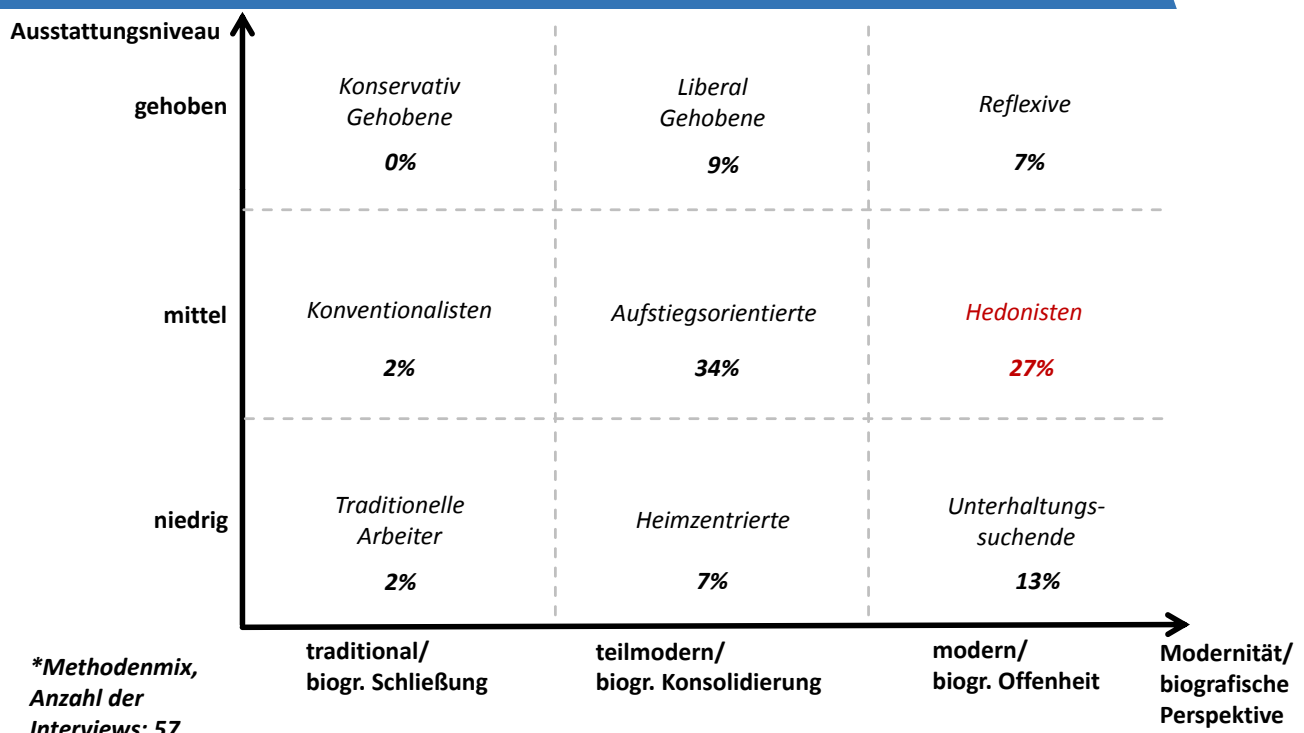 Ausstattungsniveau
gehoben
Konservativ
Gehobene
0%
Liberal
Gehobene
9%
Reflexive
7%
mittel
Konventionalisten
2%
Aufstiegsorientierte
34%
Hedonisten
27%
niedrig
Traditionelle
Arbeiter
2%
Heimzentrierte
7%
Unterhaltungs-
suchende
13%
traditional/
biogr. Schließung
teilmodern/
biogr. Konsolidierung
modern/
biogr. Offenheit
Modernität/
biografische
Perspektive
*Methodenmix,
Anzahl der
Interviews: 57